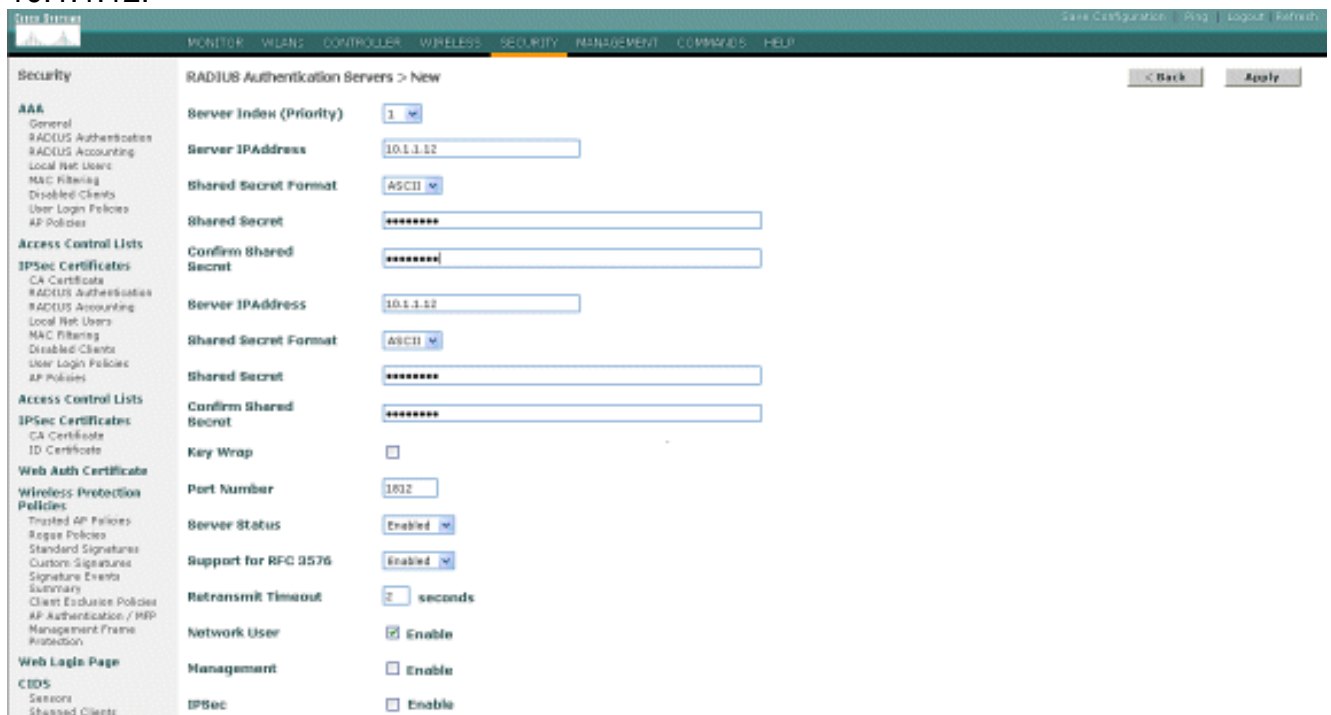 10.1.1.12.
Cisco Systems
Save Configuration | Ping | Logout | Refresh
MONITOR WLANs CONTROLLER WIRELESS SECURITY MANAGEMENT COMMANDS HELP
Security
AAA
General
RADIUS Authentication
RADIUS Accounting
Local Net Users
MAC Filtering
Disabled Clients
User Login Policies
AP Policies
Access Control Lists
IPSec Certificates
CA Certificate
RADIUS Authentication
RADIUS Accounting
Local Net Users
MAC Filtering
Disabled Clients
User Login Policies
AP Policies
Access Control Lists
IPSec Certificates
CA Certificate
ID Certificate
Web Auth Certificate
Wireless Protection
Policies
Trusted AP Policies
Rogue Policies
Standard Signatures
Custom Signatures
Signature Events
Summary
Client Exclusion Policies
AP Authentication / MFP
Management Frame
Protection
Web Login Page
CIDS
Sensors
Shunned Clients
RADIUS Authentication Servers > New
< Back Apply
Server Index (Priority) 1
Server IPAddress 10.1.1.12
Shared Secret Format ASCII
Shared Secret ••••••••
Confirm Shared
Secret ••••••••
Server IPAddress 10.1.1.12
Shared Secret Format ASCII
Shared Secret ••••••••
Confirm Shared
Secret ••••••••
Key Wrap
Port Number 1812
Server Status Enabled
Support for RFC 3576 Enabled
Retransmit Timeout 2 seconds
Network User Enable
Management Enable
IPSec Enable